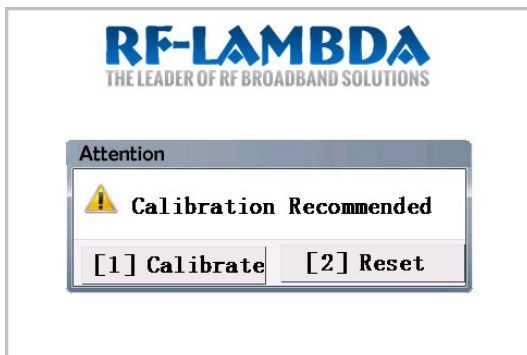 RF-LAMBDA
THE LEADER OF RF BROADBAND SOLUTIONS
Attention
Calibration Recommended
[1] Calibrate [2] Reset